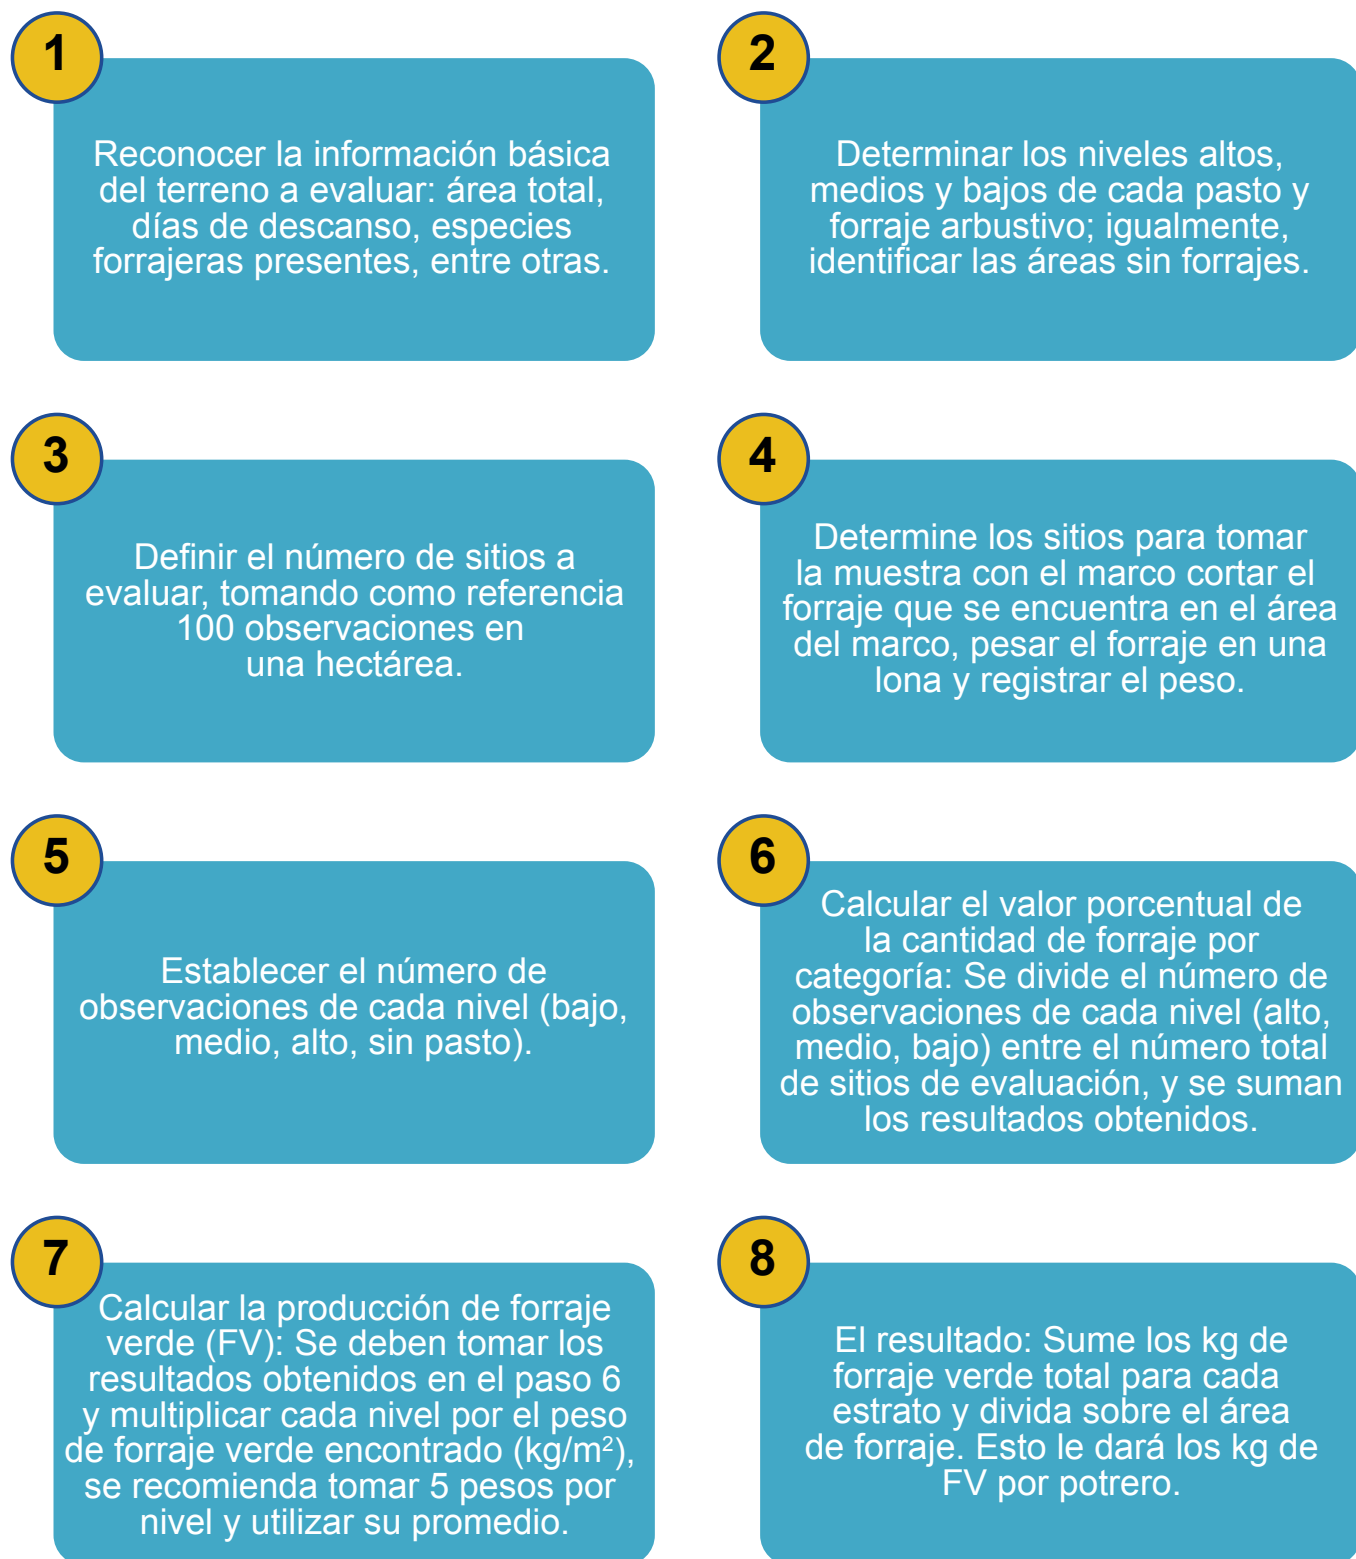 1
Reconocer la información básica
del terreno a evaluar: área total,
días de descanso, especies
forrajeras presentes, entre otras.
2
Determinar los niveles altos,
medios y bajos de cada pasto y
forraje arbustivo; igualmente,
identificar las áreas sin forrajes.
3
Definir el número de sitios a
evaluar, tomando como referencia
100 observaciones en
una hectárea.
4
Determine los sitios para tomar
la muestra con el marco cortar el
forraje que se encuentra en el área
del marco, pesar el forraje en una
lona y registrar el peso.
5
Establecer el número de
observaciones de cada nivel (bajo,
medio, alto, sin pasto).
6
Calcular el valor porcentual de
la cantidad de forraje por
categoría: Se divide el número de
observaciones de cada nivel (alto,
medio, bajo) entre el número total
de sitios de evaluación, y se suman
los resultados obtenidos.
7
Calcular la producción de forraje
verde (FV): Se deben tomar los
resultados obtenidos en el paso 6
y multiplicar cada nivel por el peso
de forraje verde encontrado (kg/m²),
se recomienda tomar 5 pesos por
nivel y utilizar su promedio.
8
El resultado: Sume los kg de
forraje verde total para cada
estrato y divida sobre el área
de forraje. Esto le dará los kg de
FV por potrero.